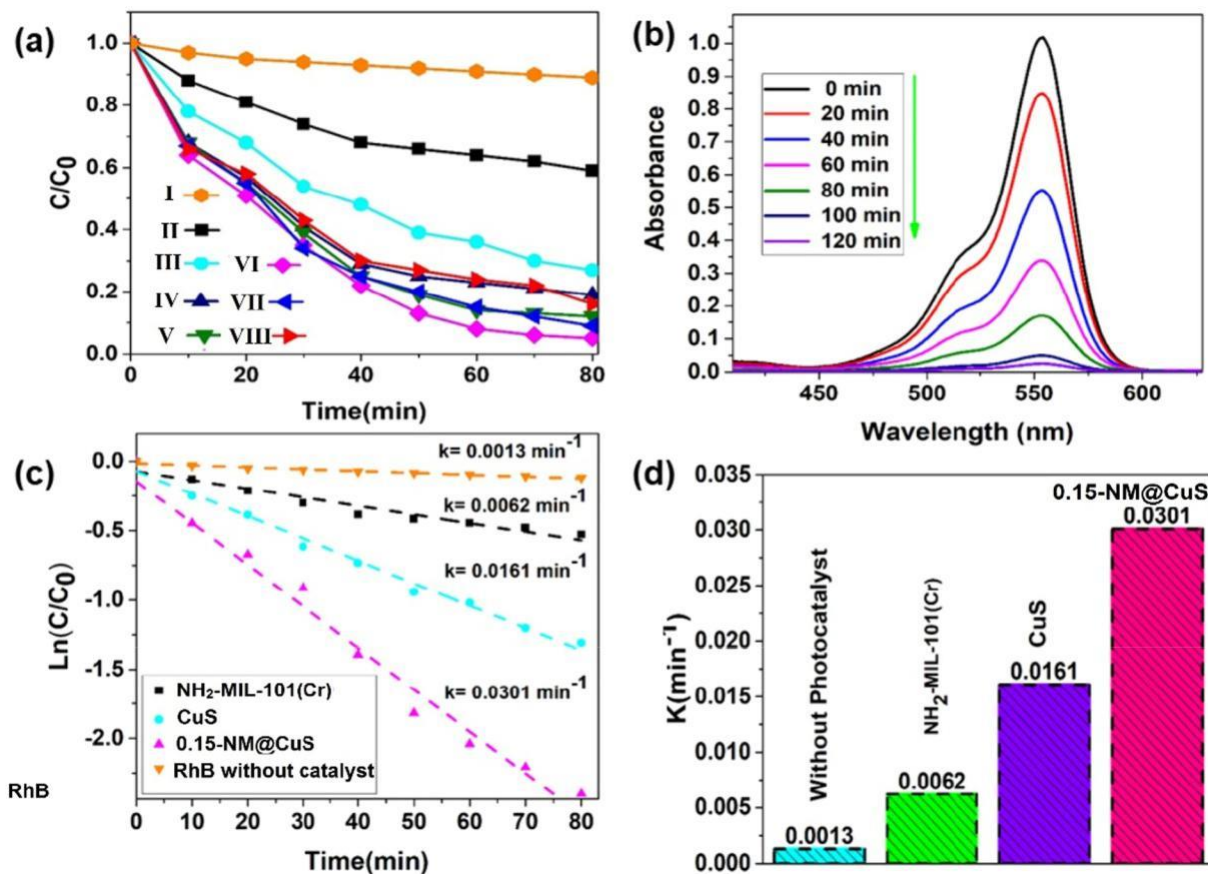 (a)
1.0
0.8
0.6
0.4
0.2
0.0
C/C0
I
II
III VI
IV VII
V VIII
0 20 40 60 80
Time(min)
(b)
1.0
0.9
0.8
0.7
0.6
0.5
0.4
0.3
0.2
0.1
0.0
Absorbance
0 min
20 min
40 min
60 min
80 min
100 min
120 min
450 500 550 600
Wavelength (nm)
(c)
0.0
-0.5
-1.0
-1.5
-2.0
Ln(C/C0)
k= 0.0013 min-1
k= 0.0062 min-1
k= 0.0161 min-1
k= 0.0301 min-1
NH2-MIL-101(Cr)
CuS
0.15-NM@CuS
RhB without catalyst
RhB
0 10 20 30 40 50 60 70 80
Time(min)
(d)
0.035
0.030
0.025
0.020
0.015
0.010
0.005
0.000
K(min-1)
Without Photocatalyst
0.0013
NH2-MIL-101(Cr)
0.0062
CuS
0.0161
0.15-NM@CuS
0.0301